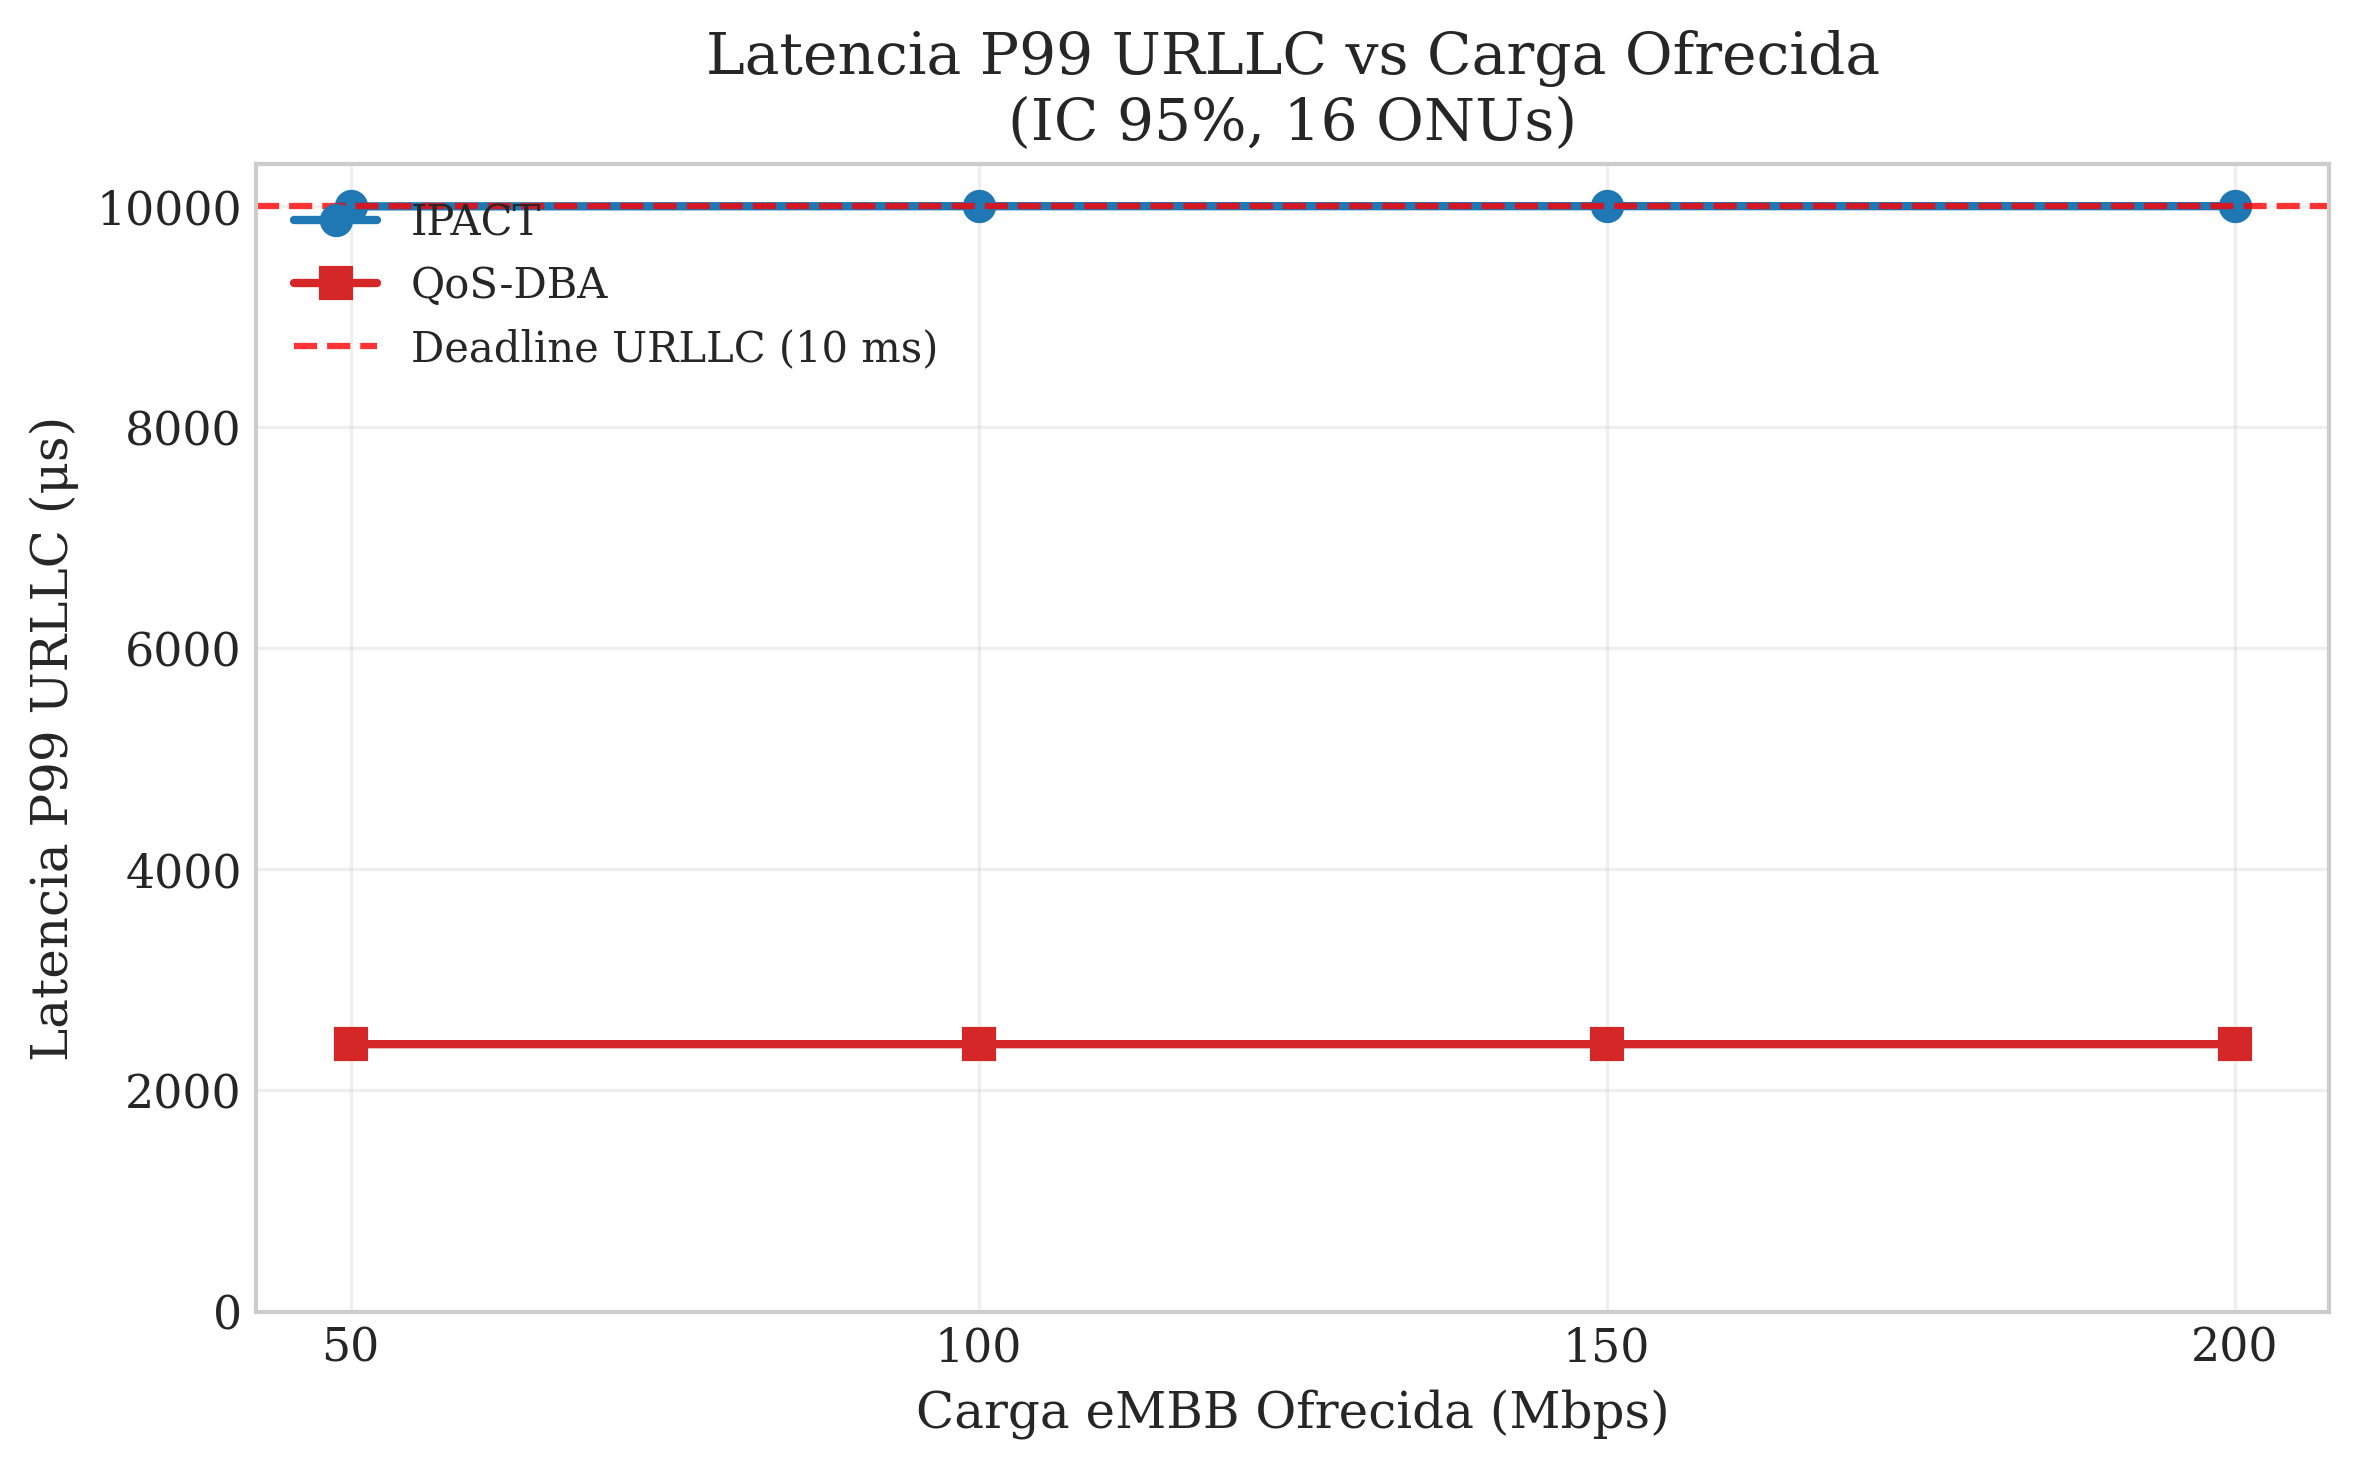 Latencia P99 URLLC vs Carga Ofrecida
(IC 95%, 16 ONUs)
Latencia P99 URLLC (µs)
10000
8000
6000
4000
2000
0
IPACT
QoS-DBA
Deadline URLLC (10 ms)
50
100
150
200
Carga eMBB Ofrecida (Mbps)